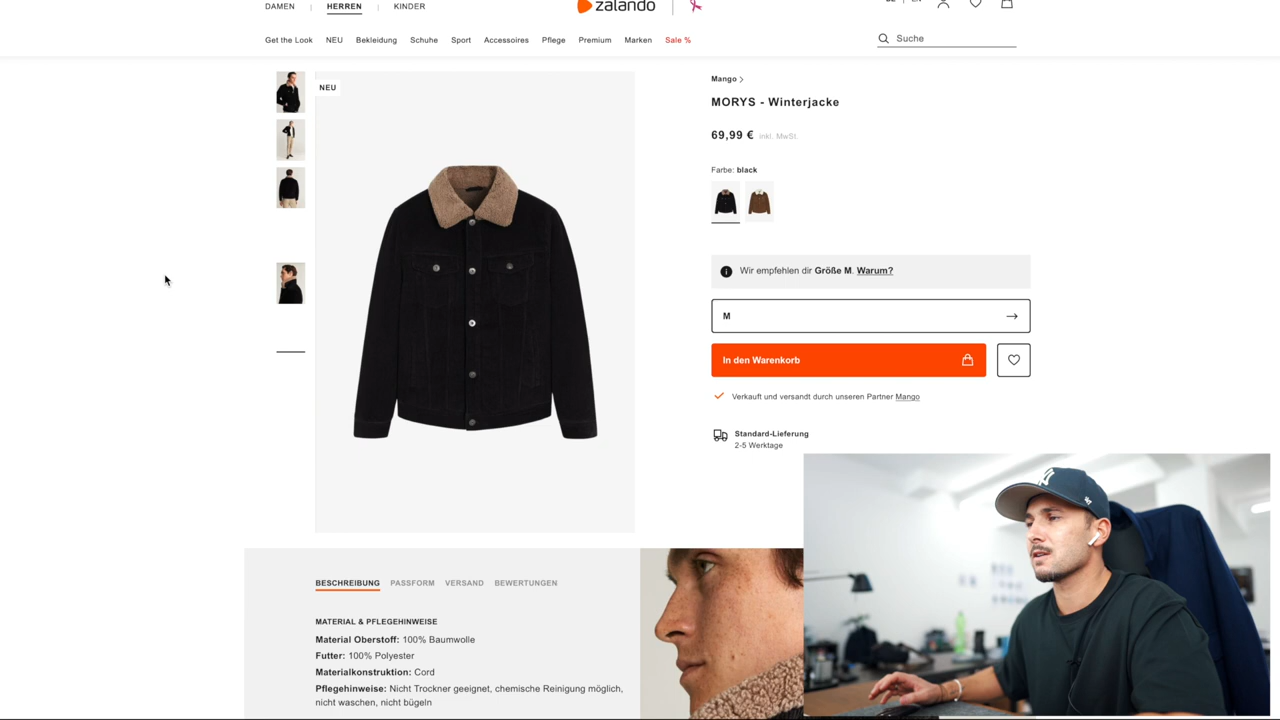 DAMEN | HERREN | KINDER
zalando
Get the Look NEU Bekleidung Schuhe Sport Accessoires Pflege Premium Marken Sale %
Suche
NEU
Mango
MORYS - Winterjacke
69,99 € inkl. MwSt.
Farbe: black
Wir empfehlen dir Größe M. Warum?
M
In den Warenkorb
Verkauft und versandt durch unseren Partner Mango
Standard-Lieferung
2-5 Werktage
BESCHREIBUNG PASSFORM VERSAND BEWERTUNGEN
MATERIAL & PFLEGEHINWEISE
Material Oberstoff: 100% Baumwolle
Futter: 100% Polyester
Materialkonstruktion: Cord
Pflegehinweise: Nicht Trockner geeignet, chemische Reinigung möglich,
nicht waschen, nicht bügeln